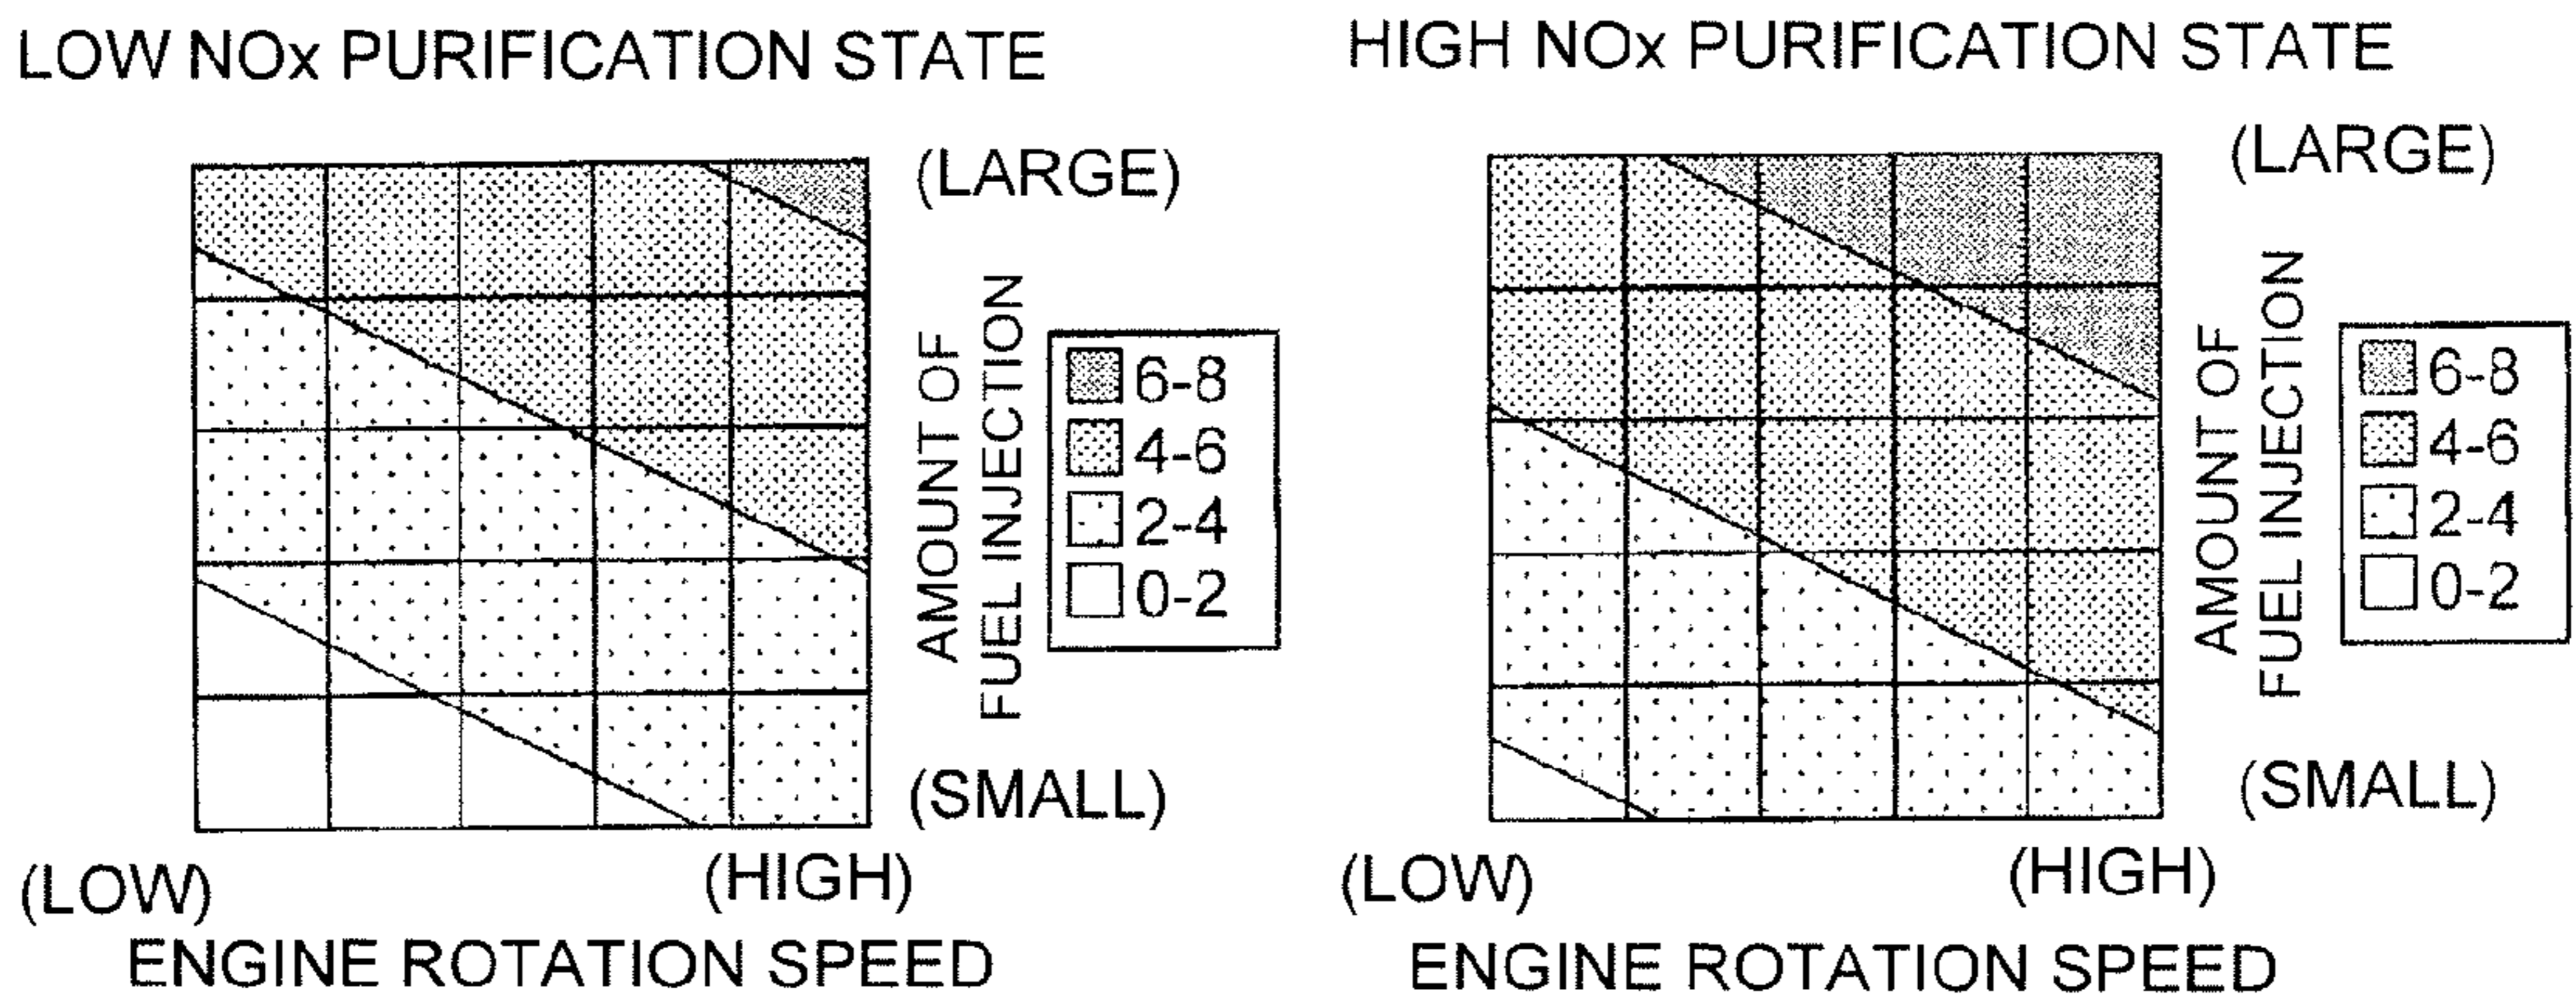 LOW NOx PURIFICATION STATE
(LARGE)
AMOUNT OF
FUEL INJECTION
6-8
4-6
2-4
0-2
(SMALL)
(LOW)
(HIGH)
ENGINE ROTATION SPEED
HIGH NOx PURIFICATION STATE
(LARGE)
AMOUNT OF
FUEL INJECTION
6-8
4-6
2-4
0-2
(SMALL)
(LOW)
(HIGH)
ENGINE ROTATION SPEED